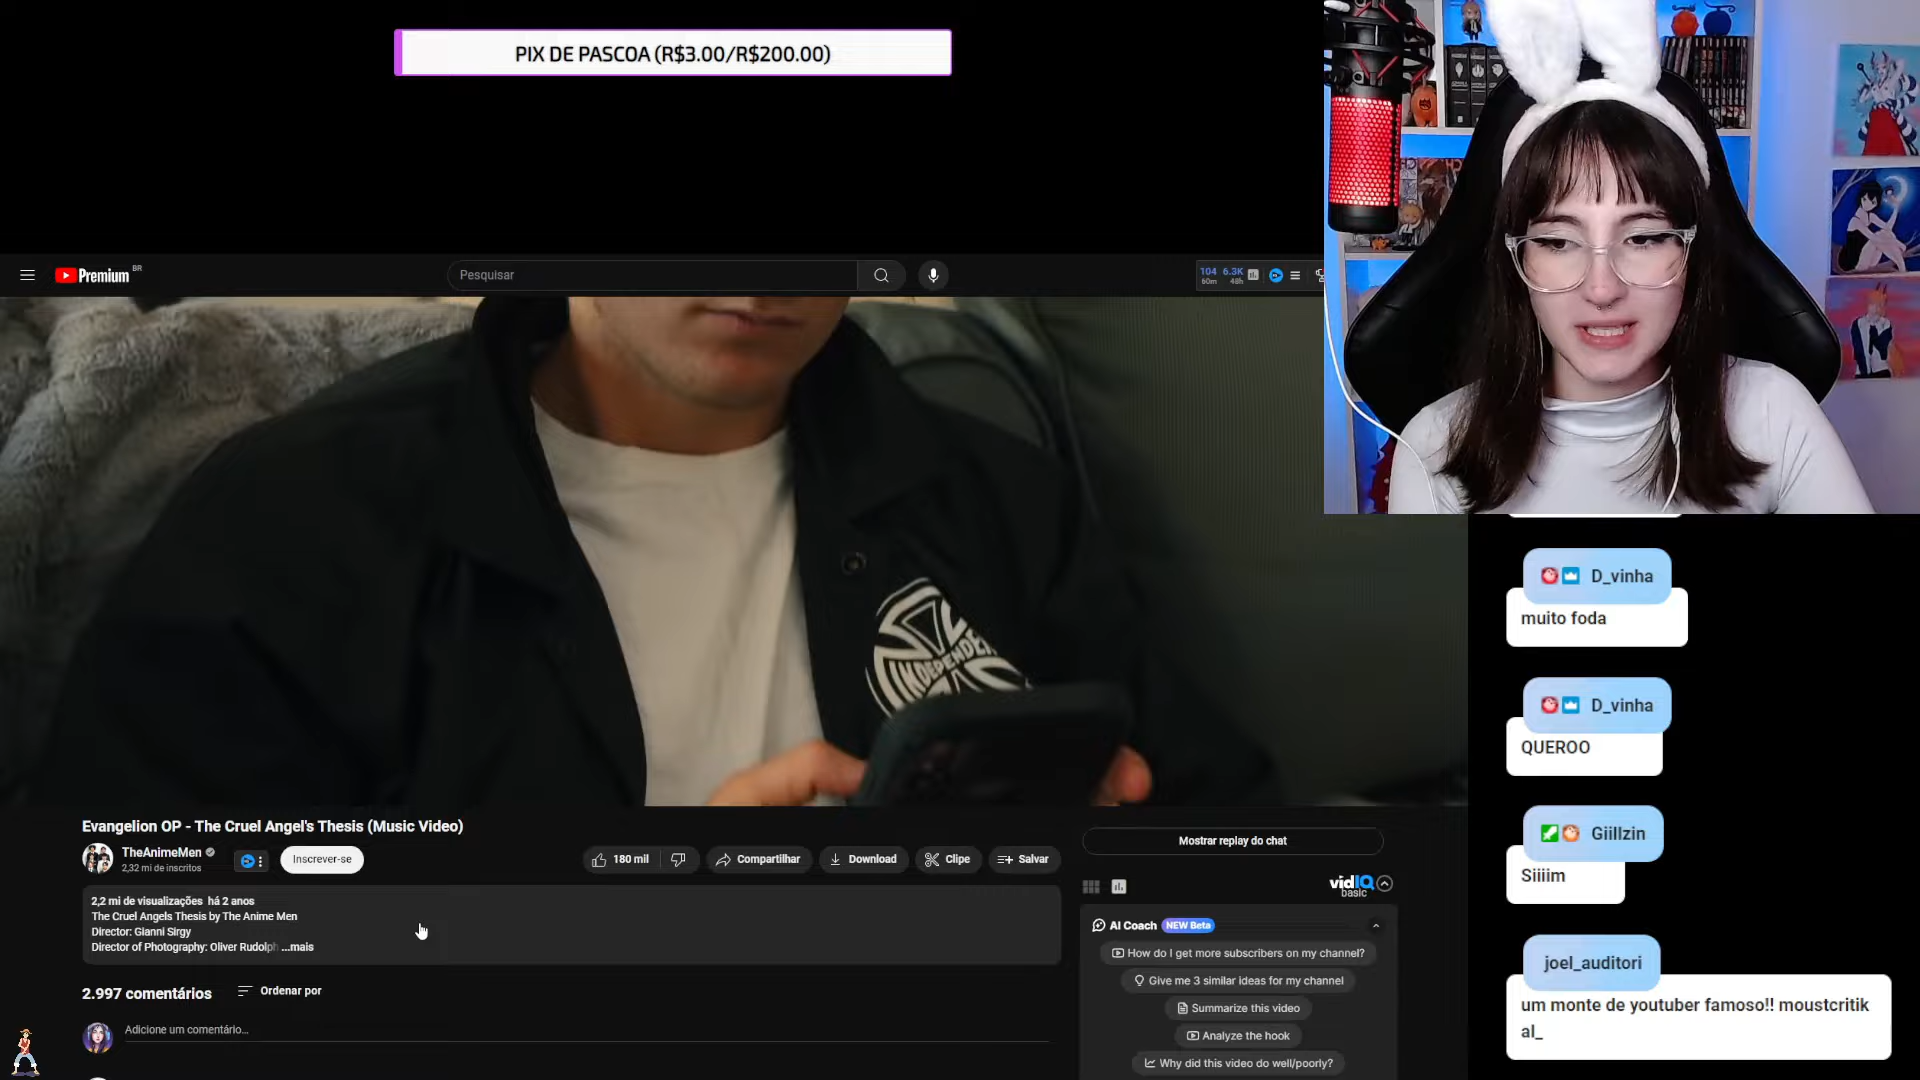 PIX DE PASCOA (R$3.00/R$200.00)
Premium BR
Pesquisar
104 6.3K
60m 48h
INDEPENDEN
Evangelion OP - The Cruel Angel's Thesis (Music Video)
TheAnimeMen
2,32 mi de inscritos
Inscrever-se
180 mil
Compartilhar
Download
Clipe
Salvar
2,2 mi de visualizações há 2 anos
The Cruel Angels Thesis by The Anime Men
Director: Gianni Sirgy
Director of Photography: Oliver Rudolph ...mais
2.997 comentários
Ordenar por
Adicione um comentário...
Mostrar replay do chat
vidIQ
basic
AI Coach NEW Beta
How do I get more subscribers on my channel?
Give me 3 similar ideas for my channel
Summarize this video
Analyze the hook
Why did this video do well/poorly?
D_vinha
muito foda
D_vinha
QUEROO
Giillzin
Siiiim
joel_auditori
um monte de youtuber famoso!! moustcritik
al_